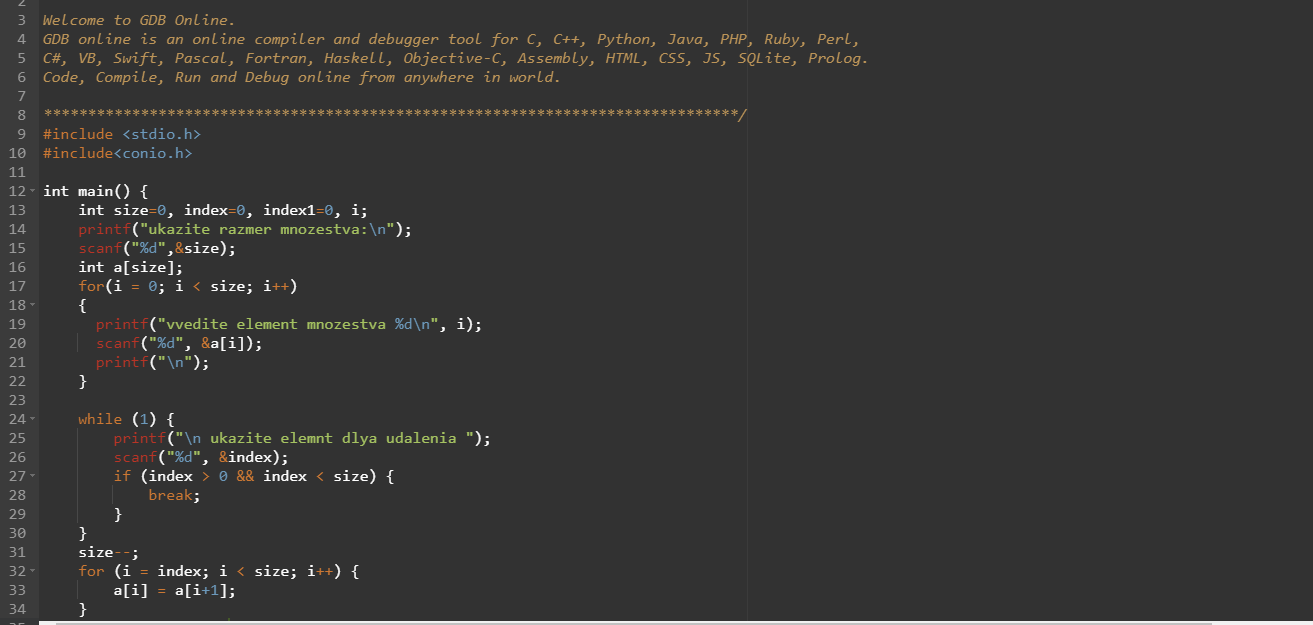 2
3 Welcome to GDB Online.
4 GDB online is an online compiler and debugger tool for C, C++, Python, Java, PHP, Ruby, Perl,
5 C#, VB, Swift, Pascal, Fortran, Haskell, Objective-C, Assembly, HTML, CSS, JS, SQLite, Prolog.
6 Code, Compile, Run and Debug online from anywhere in world.
7
8 *******************************************************************************/
9 #include <stdio.h>
10 #include<conio.h>
11
12 int main() {
13     int size=0, index=0, index1=0, i;
14     printf("ukazite razmer mnozestva:\n");
15     scanf("%d",&size);
16     int a[size];
17     for(i = 0; i < size; i++)
18     {
19       printf("vvedite element mnozestva %d\n", i);
20       scanf("%d", &a[i]);
21       printf("\n");
22     }
23
24     while (1) {
25         printf("\n ukazite elemnt dlya udalenia ");
26         scanf("%d", &index);
27         if (index > 0 && index < size) {
28             break;
29         }
30     }
31     size--;
32     for (i = index; i < size; i++) {
33         a[i] = a[i+1];
34     }